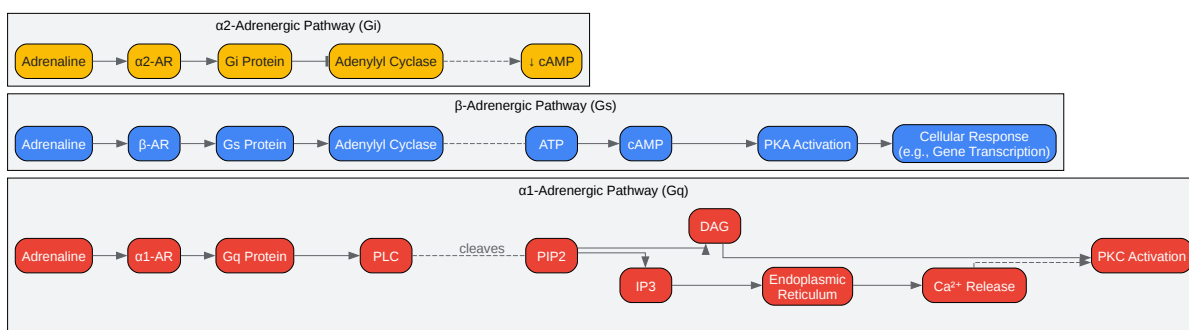 α2-Adrenergic Pathway (Gi)
Adrenaline
α2-AR
Gi Protein
Adenylyl Cyclase
↓ cAMP
β-Adrenergic Pathway (Gs)
Adrenaline
β-AR
Gs Protein
Adenylyl Cyclase
ATP
cAMP
PKA Activation
Cellular Response
(e.g., Gene Transcription)
α1-Adrenergic Pathway (Gq)
Adrenaline
α1-AR
Gq Protein
PLC
cleaves
PIP2
DAG
IP3
Endoplasmic
Reticulum
Ca²⁺ Release
PKC Activation